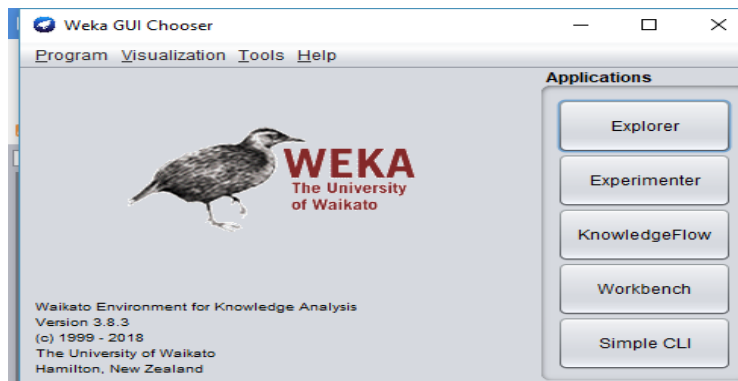 Weka GUI Chooser
Program Visualization Tools Help
Applications
Explorer
Experimenter
KnowledgeFlow
Workbench
Simple CLI
WEKA
The University
of Waikato
Waikato Environment for Knowledge Analysis
Version 3.8.3
(c) 1999 - 2018
The University of Waikato
Hamilton, New Zealand